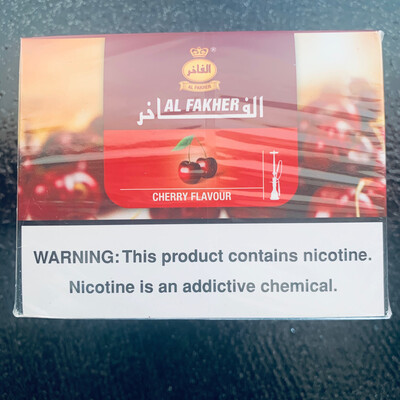 الفاخر
AL FAKHER
AL FAKHER
الفاخر
CHERRY FLAVOUR
WARNING: This product contains nicotine.
Nicotine is an addictive chemical.